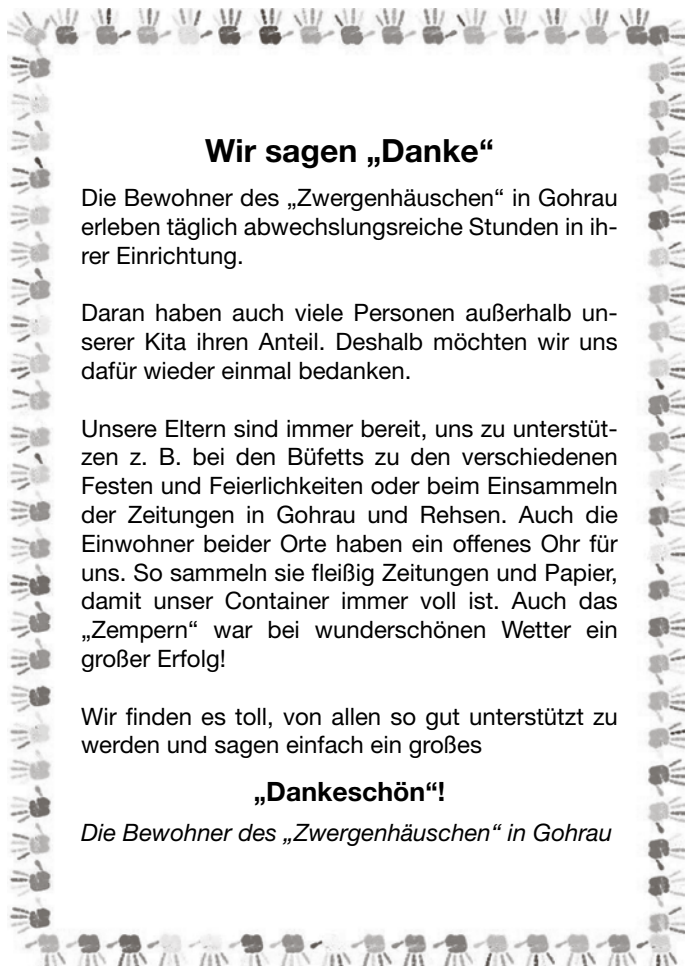 Wir sagen „Danke“
Die Bewohner des „Zwergenhäuschen“ in Gohrau
erleben täglich abwechslungsreiche Stunden in ih-
rer Einrichtung.
Daran haben auch viele Personen außerhalb un-
serer Kita ihren Anteil. Deshalb möchten wir uns
dafür wieder einmal bedanken.
Unsere Eltern sind immer bereit, uns zu unterstüt-
zen z. B. bei den Büfetts zu den verschiedenen
Festen und Feierlichkeiten oder beim Einsammeln
der Zeitungen in Gohrau und Rehsen. Auch die
Einwohner beider Orte haben ein offenes Ohr für
uns. So sammeln sie fleißig Zeitungen und Papier,
damit unser Container immer voll ist. Auch das
„Zempern“ war bei wunderschönen Wetter ein
großer Erfolg!
Wir finden es toll, von allen so gut unterstützt zu
werden und sagen einfach ein großes
„Dankeschön“!
Die Bewohner des „Zwergenhäuschen“ in Gohrau